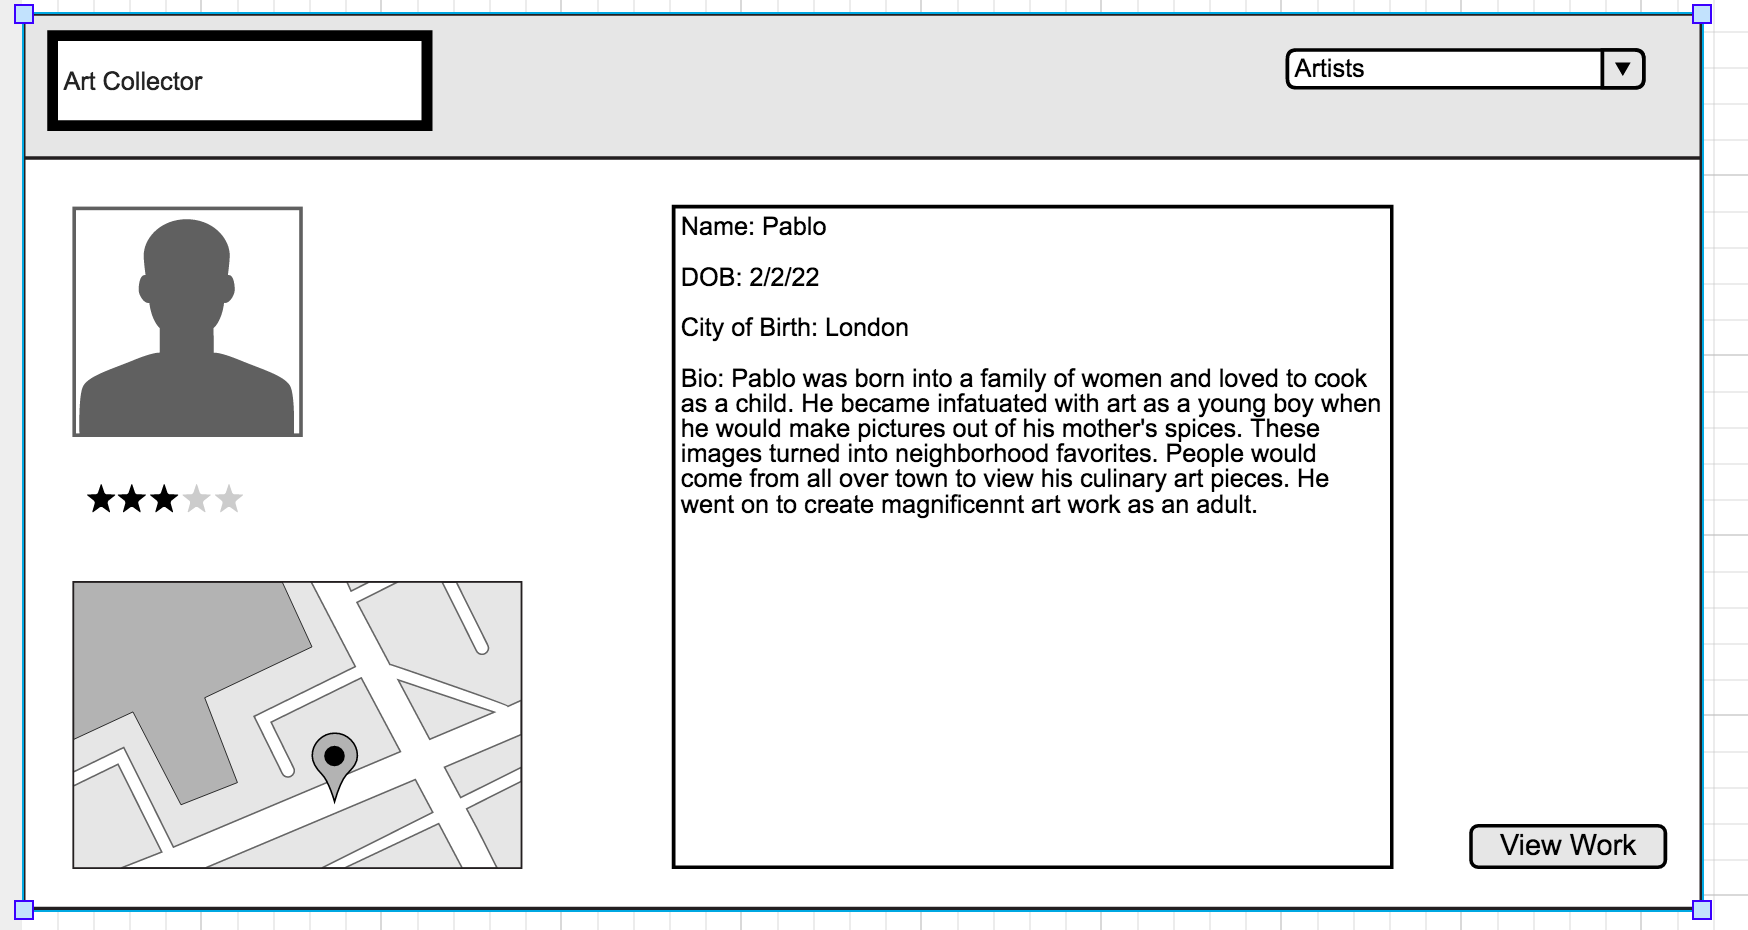 Art Collector
Artists
Name: Pablo
DOB: 2/2/22
City of Birth: London
Bio: Pablo was born into a family of women and loved to cook
as a child. He became infatuated with art as a young boy when
he would make pictures out of his mother's spices. These
images turned into neighborhood favorites. People would
come from all over town to view his culinary art pieces. He
went on to create magnificennt art work as an adult.
View Work